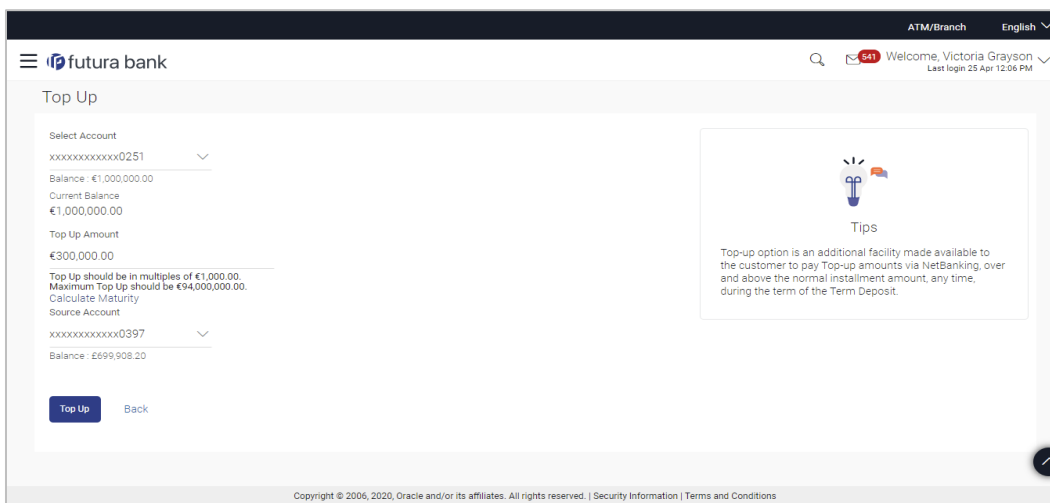 ATM/Branch English
futura bank
541 Welcome, Victoria Grayson
Last login 25 Apr 12:06 PM
Top Up
Select Account
xxxxxxxxxxxx0251
Balance : €1,000,000.00
Current Balance
€1,000,000.00
Top Up Amount
€300,000.00
Top Up should be in multiples of €1,000.00.
Maximum Top Up should be €94,000,000.00.
Calculate Maturity
Source Account
xxxxxxxxxxxx0397
Balance : £699,908.20
Top Up Back
Tips
Top-up option is an additional facility made available to
the customer to pay Top-up amounts via NetBanking, over
and above the normal installment amount, any time,
during the term of the Term Deposit.
Copyright © 2006, 2020, Oracle and/or its affiliates. All rights reserved. | Security Information | Terms and Conditions